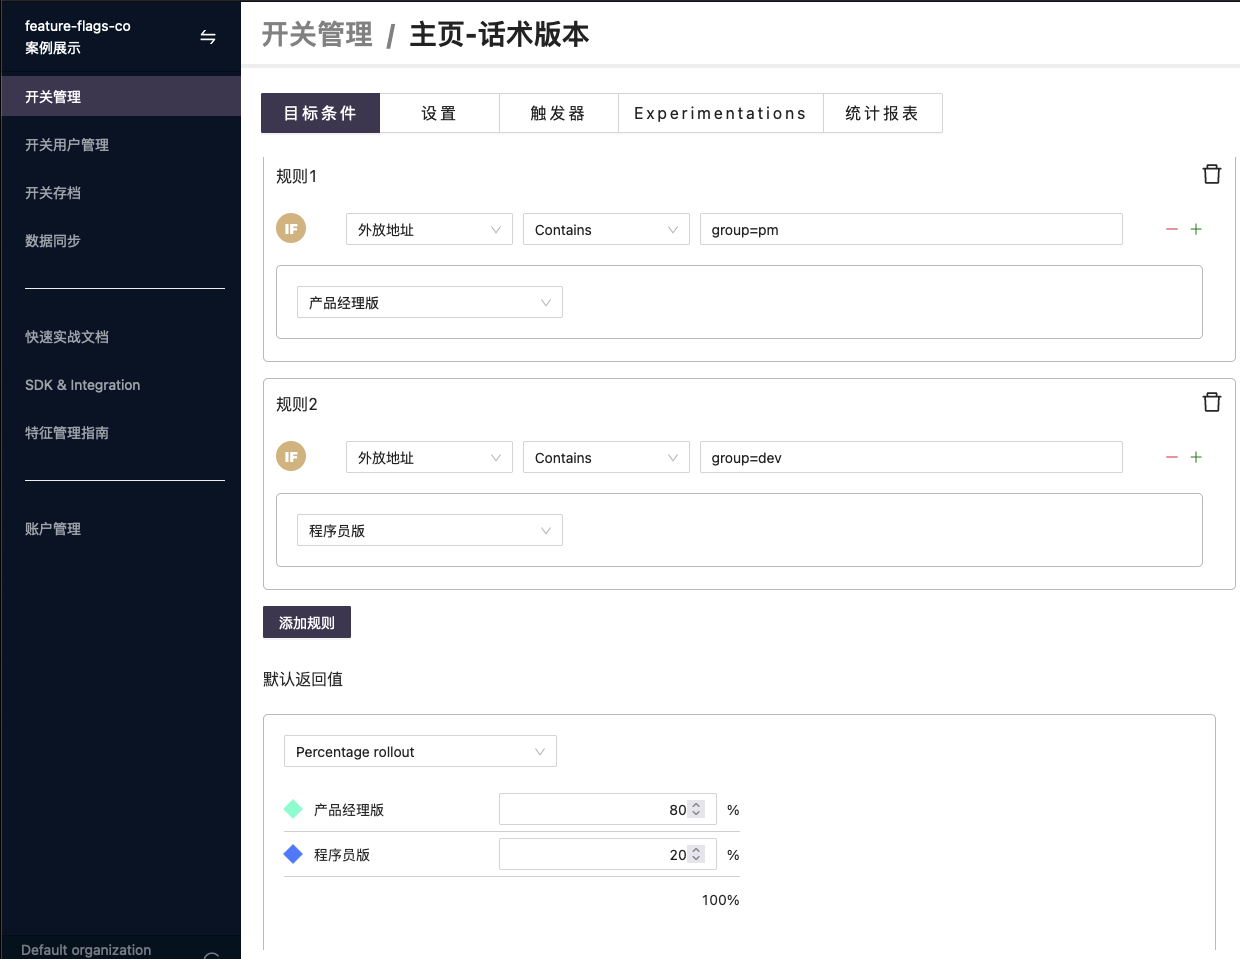 feature-flags-co
案例展示
开关管理
开关用户管理
开关存档
数据同步
快速实战文档
SDK & Integration
特征管理指南
账户管理
Default organization
开关管理 / 主页-话术版本
目标条件 设置 触发器 Experimentations 统计报表
规则1
IF 外放地址 Contains group=pm
产品经理版
规则2
IF 外放地址 Contains group=dev
程序员版
添加规则
默认返回值
Percentage rollout
产品经理版 80 %
程序员版 20 %
100%